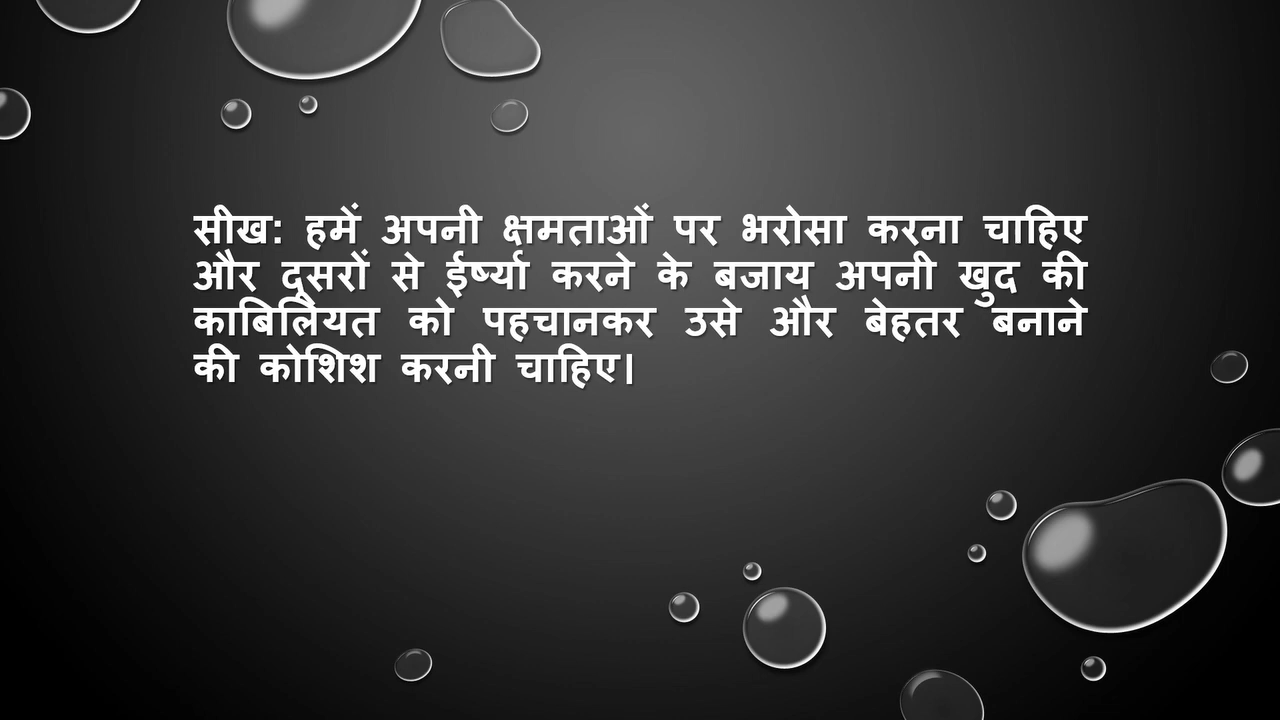 सीख: हमें अपनी क्षमताओं पर भरोसा करना चाहिए
और दूसरों से ईर्ष्या करने के बजाय अपनी खुद की
काबिलियत को पहचानकर उसे और बेहतर बनाने
की कोशिश करनी चाहिए।